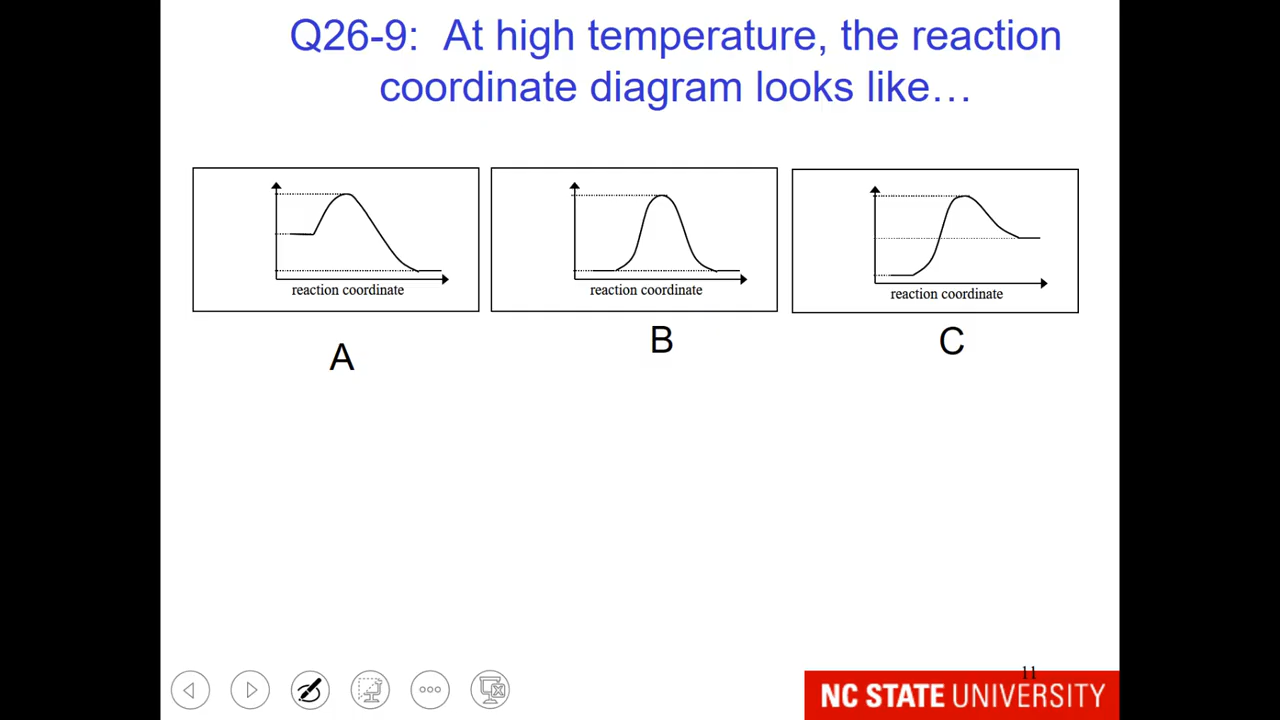 Q26-9: At high temperature, the reaction
coordinate diagram looks like…
reaction coordinate
reaction coordinate
reaction coordinate
A
B
C
11
NC STATE UNIVERSITY